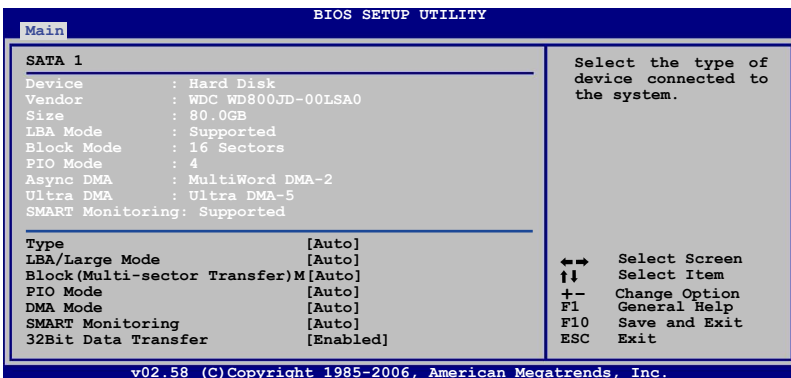 BIOS SETUP UTILITY
Main
SATA 1
Device : Hard Disk
Vendor : WDC WD800JD-00LSA0
Size : 80.0GB
LBA Mode : Supported
Block Mode : 16 Sectors
PIO Mode : 4
Async DMA : MultiWord DMA-2
Ultra DMA : Ultra DMA-5
SMART Monitoring: Supported
Type [Auto]
LBA/Large Mode [Auto]
Block(Multi-sector Transfer)M[Auto]
PIO Mode [Auto]
DMA Mode [Auto]
SMART Monitoring [Auto]
32Bit Data Transfer [Enabled]
Select the type of
device connected to
the system.
←→ Select Screen
↑↓ Select Item
+- Change Option
F1 General Help
F10 Save and Exit
ESC Exit
v02.58 (C)Copyright 1985-2006, American Megatrends, Inc.